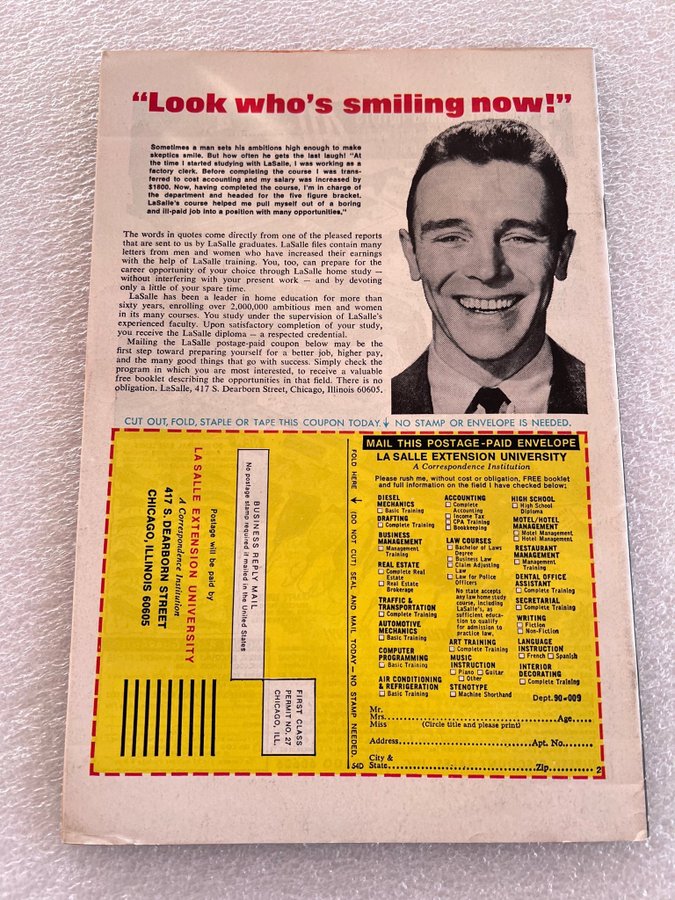 “Look who's smiling now!”
Sometimes a man sets his ambitions high enough to make
skeptics smile. But how often he gets the last laugh! "At
the time I started studying with LaSalle, I was working as a
factory clerk. Before completing the course I was trans-
ferred to cost accounting and my salary was increased by
$1800. Now, having completed the course, I'm in charge of
the department and headed for the five figure bracket.
LaSalle's course helped me pull myself out of a boring
and ill-paid job into a position with many opportunities."
The words in quotes come directly from one of the pleased reports
that are sent to us by LaSalle graduates. LaSalle files contain many
letters from men and women who have increased their earnings
with the help of LaSalle training. You, too, can prepare for the
career opportunity of your choice through LaSalle home study —
without interfering with your present work — and by devoting
only a little of your spare time.
LaSalle has been a leader in home education for more than
sixty years, enrolling over 2,000,000 ambitious men and women
in its many courses. You study under the supervision of LaSalle's
experienced faculty. Upon satisfactory completion of your study,
you receive the LaSalle diploma — a respected credential.
Mailing the LaSalle postage-paid coupon below may be the
first step toward preparing yourself for a better job, higher pay,
and the many good things that go with success. Simply check the
program in which you are most interested, to receive a valuable
free booklet describing the opportunities in that field. There is no
obligation. LaSalle, 417 S. Dearborn Street, Chicago, Illinois 60605.
CUT OUT, FOLD, STAPLE OR TAPE THIS COUPON TODAY. NO STAMP OR ENVELOPE IS NEEDED.
FIRST CLASS
PERMIT NO. 27
CHICAGO, ILL.
BUSINESS REPLY MAIL
No postage stamp required if mailed in the United States
Postage will be paid by
LA SALLE EXTENSION UNIVERSITY
A Correspondence Institution
417 S. DEARBORN STREET
CHICAGO, ILLINOIS 60605
FOLD HERE (DO NOT CUT) SEAL AND MAIL TODAY—NO STAMP NEEDED.
54D
MAIL THIS POSTAGE-PAID ENVELOPE
LA SALLE EXTENSION UNIVERSITY
A Correspondence Institution
Please rush me, without cost or obligation, FREE booklet
and full information on the field I have checked below:
DIESEL
MECHANICS
Basic Training
DRAFTING
Complete Training
BUSINESS
MANAGEMENT
Management
Training
REAL ESTATE
Complete Real
Estate
Real Estate
Brokerage
TRAFFIC &
TRANSPORTATION
Complete Training
AUTOMOTIVE
MECHANICS
Basic Training
COMPUTER
PROGRAMMING
Basic Training
AIR CONDITIONING
& REFRIGERATION
Basic Training
ACCOUNTING
Complete
Accounting
Income Tax
CPA Training
Bookkeeping
LAW COURSES
Bachelor of Laws
Degree
Business Law
Claim Adjusting
Law
Law for Police
Officers
No state accepts
any law home study
course, including
LaSalle's, as
sufficient educa-
tion to qualify
for admission to
practice law.
ART TRAINING
Complete Training
MUSIC
INSTRUCTION
Piano Guitar
Other
STENOTYPE
Machine Shorthand
HIGH SCHOOL
High School
Diploma
MOTEL/HOTEL
MANAGEMENT
Motel Management
Hotel Management
RESTAURANT
MANAGEMENT
Management
Training
DENTAL OFFICE
ASSISTANT
Complete Training
SECRETARIAL
Complete Training
WRITING
Fiction
Non-Fiction
LANGUAGE
INSTRUCTION
French Spanish
INTERIOR
DECORATING
Complete Training
Dept. 90-009
Mr.
Mrs. Age
Miss (Circle title and please print)
Address Apt. No.
City &
State Zip 2